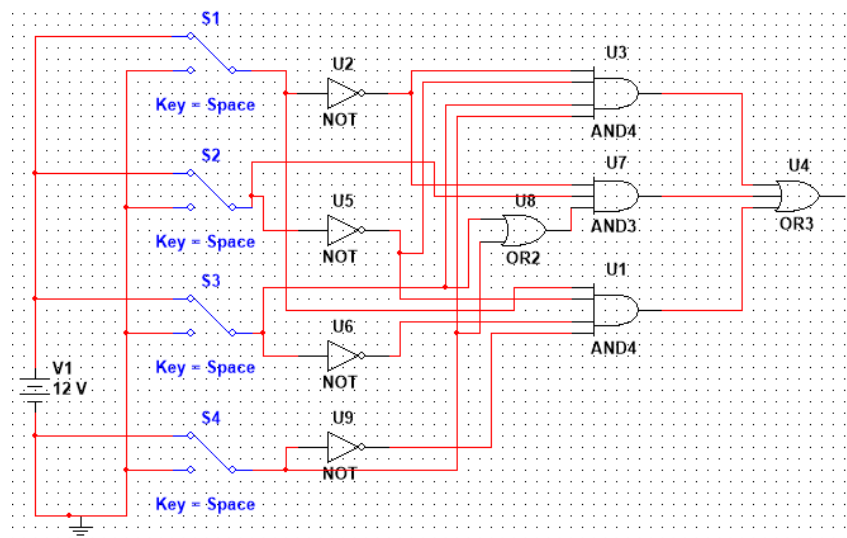 S1
Key = Space
U2
NOT
U3
AND4
S2
Key = Space
U5
NOT
U7
AND3
U8
OR2
U4
OR3
S3
Key = Space
U6
NOT
U1
AND4
V1
12 V
S4
Key = Space
U9
NOT